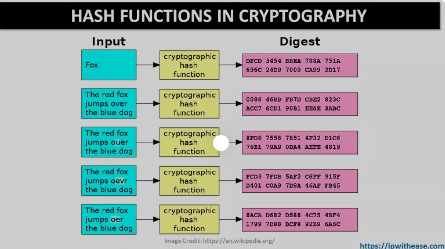 HASH FUNCTIONS IN CRYPTOGRAPHY
Input
Digest
Fox
cryptographic
hash
function
DFCD 3454 BBEA 788A 751A
696C 24D9 7009 CA99 2D17
The red fox
jumps over
the blue dog
cryptographic
hash
function
0086 46BB FB7D CBE2 823C
ACC7 6CD1 90B1 EE6E 3ABC
The red fox
jumps ouer
the blue dog
cryptographic
hash
function
8FD8 7558 7851 4F32 D1C6
76B1 79A9 0DA4 AEFE 4819
The red fox
jumps oevr
the blue dog
cryptographic
hash
function
FCD3 7FDB 5AF2 C6FF 915F
D401 C0A9 7D9A 46AF FB45
The red fox
jumps oer
the blue dog
cryptographic
hash
function
8ACA D682 D588 4C75 4BF4
1799 7D88 BCF8 92B9 6A6C
Image Credit: https://en.wikipedia.org/
https://ipwithease.com